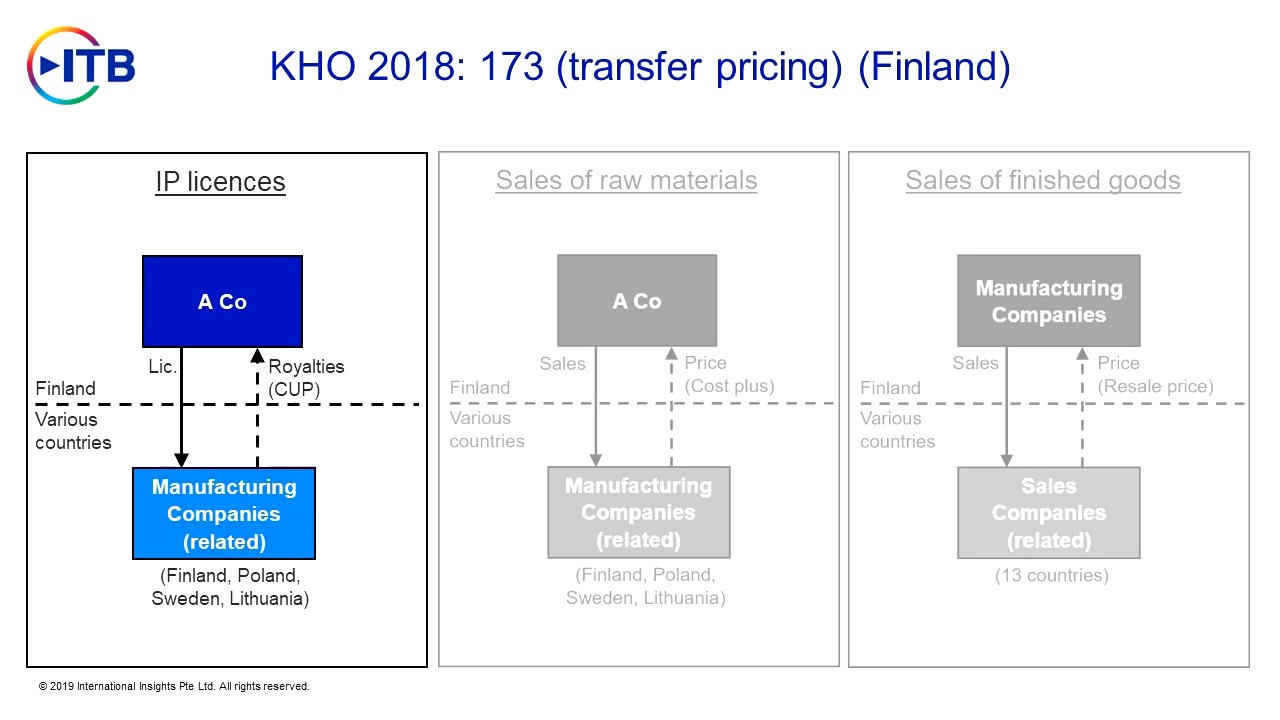 ITB
KHO 2018: 173 (transfer pricing) (Finland)
IP licences
A Co
Lic.
Royalties
(CUP)
Finland
Various
countries
Manufacturing
Companies
(related)
(Finland, Poland,
Sweden, Lithuania)
Sales of raw materials
A Co
Sales
Price
(Cost plus)
Finland
Various
countries
Manufacturing
Companies
(related)
(Finland, Poland,
Sweden, Lithuania)
Sales of finished goods
Manufacturing
Companies
Sales
Price
(Resale price)
Finland
Various
countries
Sales
Companies
(related)
(13 countries)
© 2019 International Insights Pte Ltd. All rights reserved.